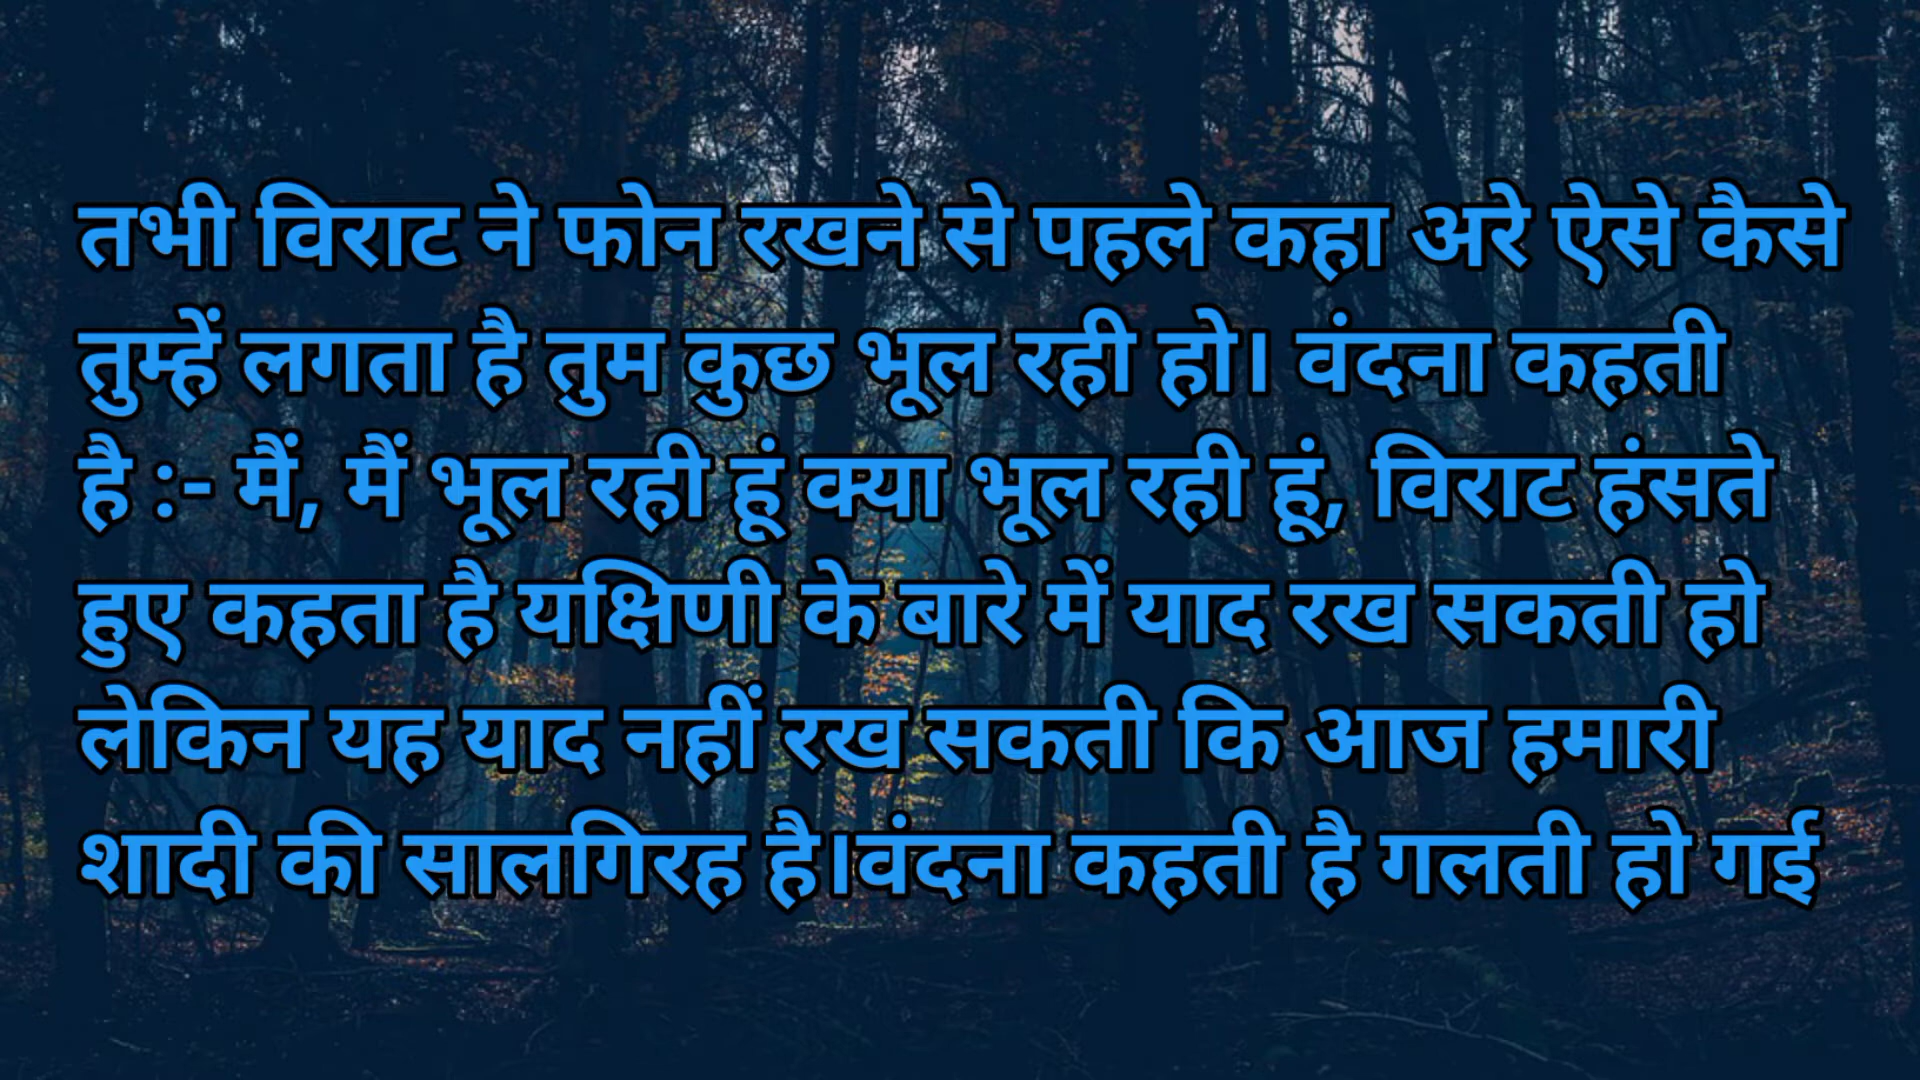 तभी विराट ने फोन रखने से पहले कहा अरे ऐसे कैसे
तुम्हें लगता है तुम कुछ भूल रही हो। वंदना कहती
है :- मैं, मैं भूल रही हूं क्या भूल रही हूं, विराट हंसते
हुए कहता है यक्षिणी के बारे में याद रख सकती हो
लेकिन यह याद नहीं रख सकती कि आज हमारी
शादी की सालगिरह है।वंदना कहती है गलती हो गई